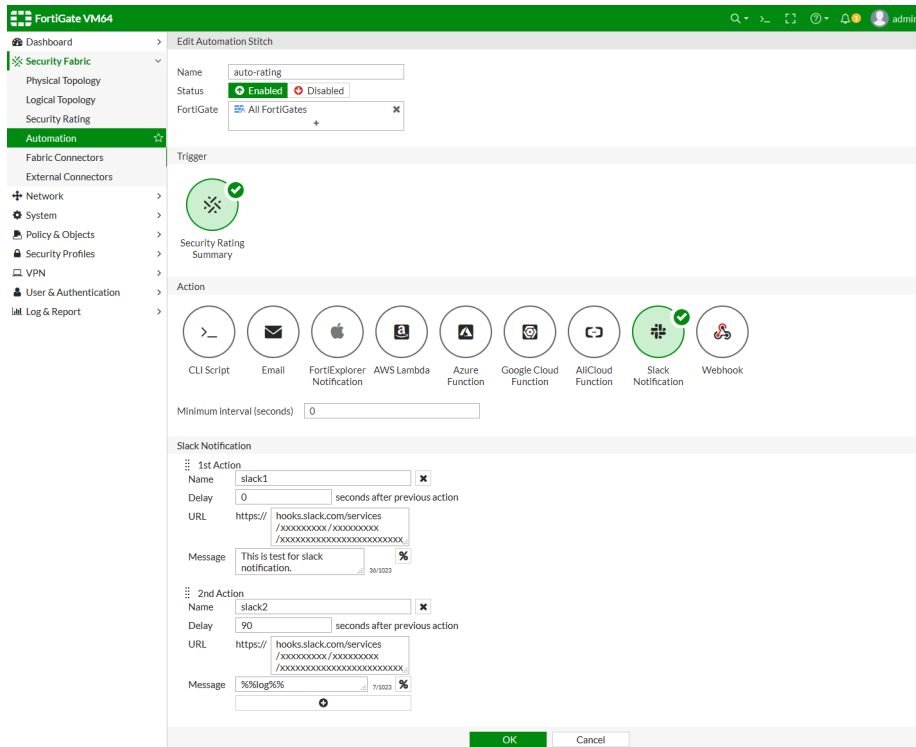 FortiGate VM64
1
admin
Dashboard
Security Fabric
Physical Topology
Logical Topology
Security Rating
Automation
Fabric Connectors
External Connectors
Network
System
Policy & Objects
Security Profiles
VPN
User & Authentication
Log & Report
Edit Automation Stitch
Name auto-rating
Status Enabled Disabled
FortiGate All FortiGates
+
Trigger
Security Rating
Summary
Action
CLI Script Email FortiExplorer Notification AWS Lambda Azure Function Google Cloud Function AliCloud Function Slack Notification Webhook
Minimum interval (seconds) 0
Slack Notification
1st Action
Name slack1
Delay 0 seconds after previous action
URL https:// hooks.slack.com/services
/xxxxxxxxx/xxxxxxxxx
/xxxxxxxxxxxxxxxxxxxxxxxx
Message This is test for slack
notification. 36/1023 %
2nd Action
Name slack2
Delay 90 seconds after previous action
URL https:// hooks.slack.com/services
/xxxxxxxxx/xxxxxxxxx
/xxxxxxxxxxxxxxxxxxxxxxxx
Message %%log%% 7/1023 %
OK Cancel